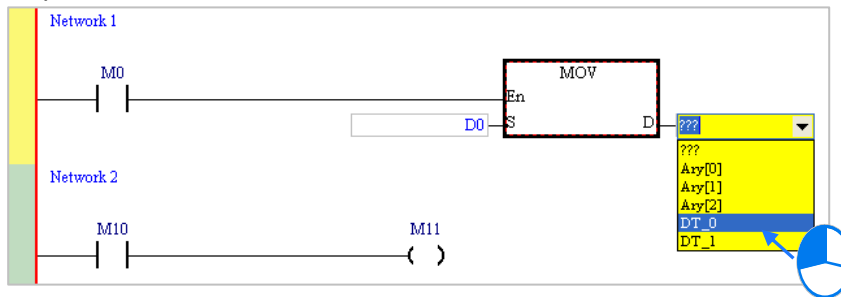 Network 1
M0
MOV
En
D0 S D ???
???
Ary[0]
Ary[1]
Ary[2]
DT_0
DT_1
Network 2
M10 M11
( )